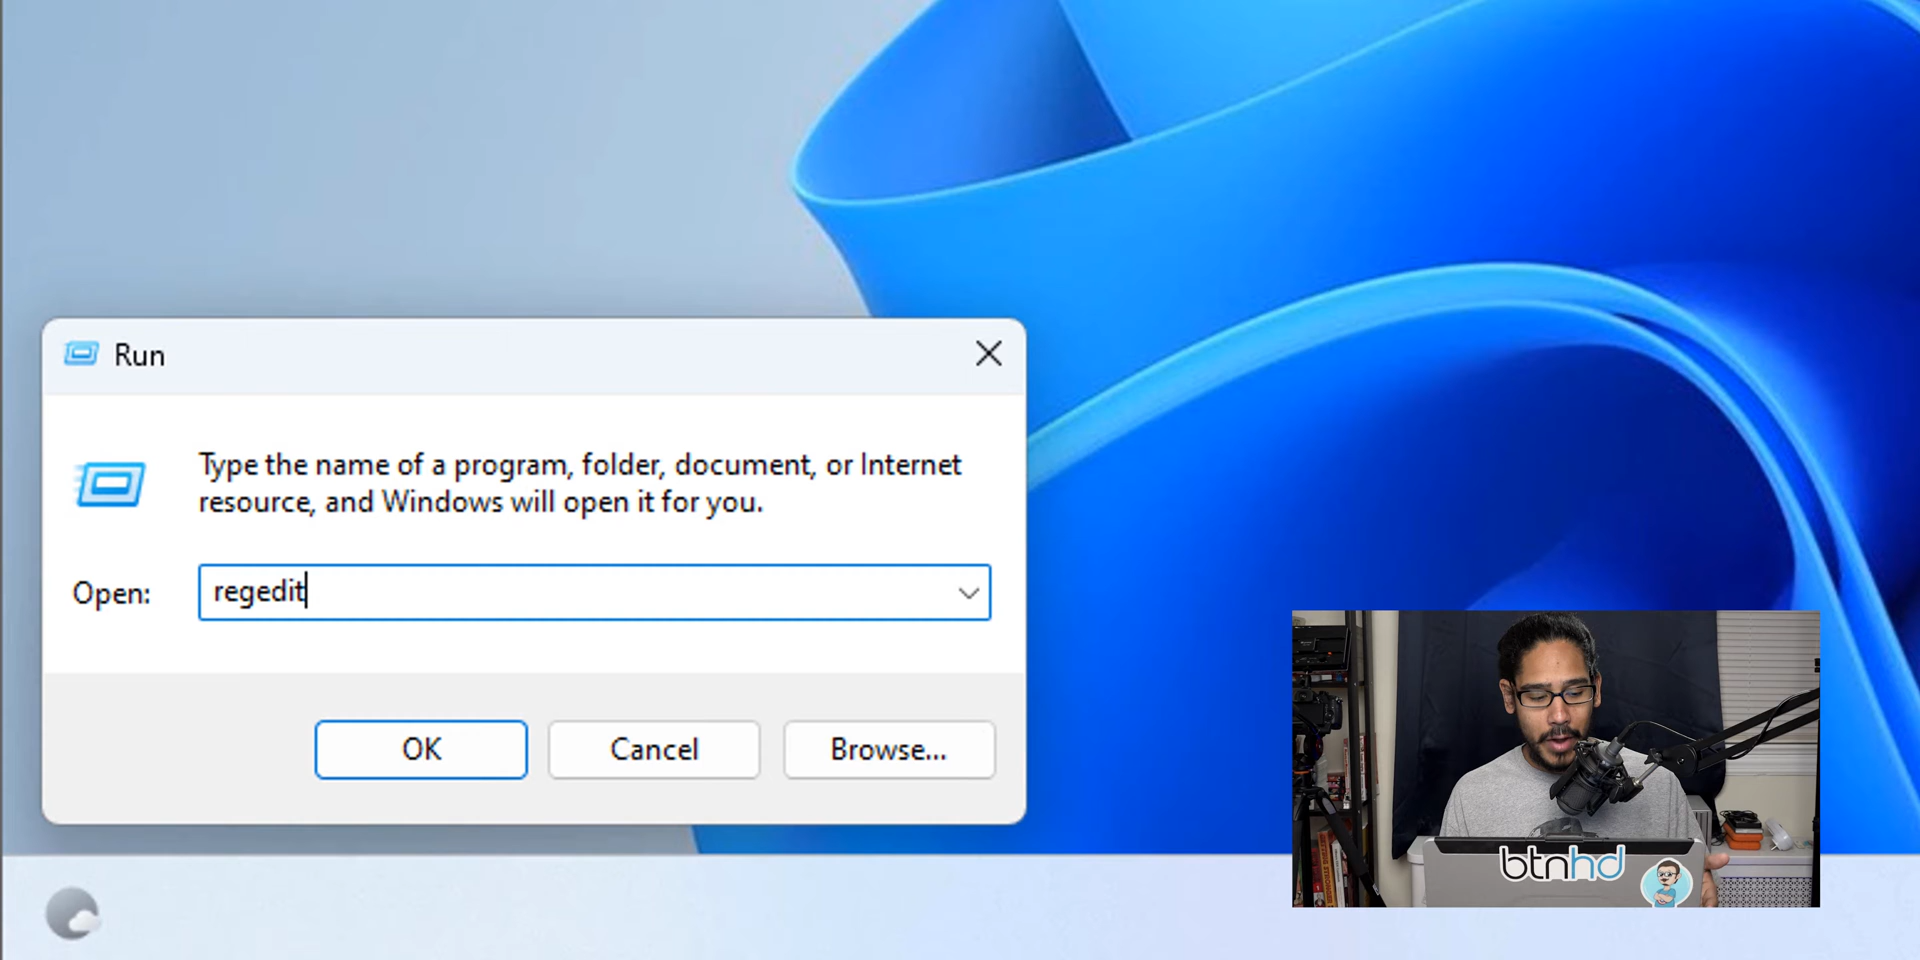 Run
Type the name of a program, folder, document, or Internet
resource, and Windows will open it for you.
Open:
regedit
OK
Cancel
Browse...
btnhd